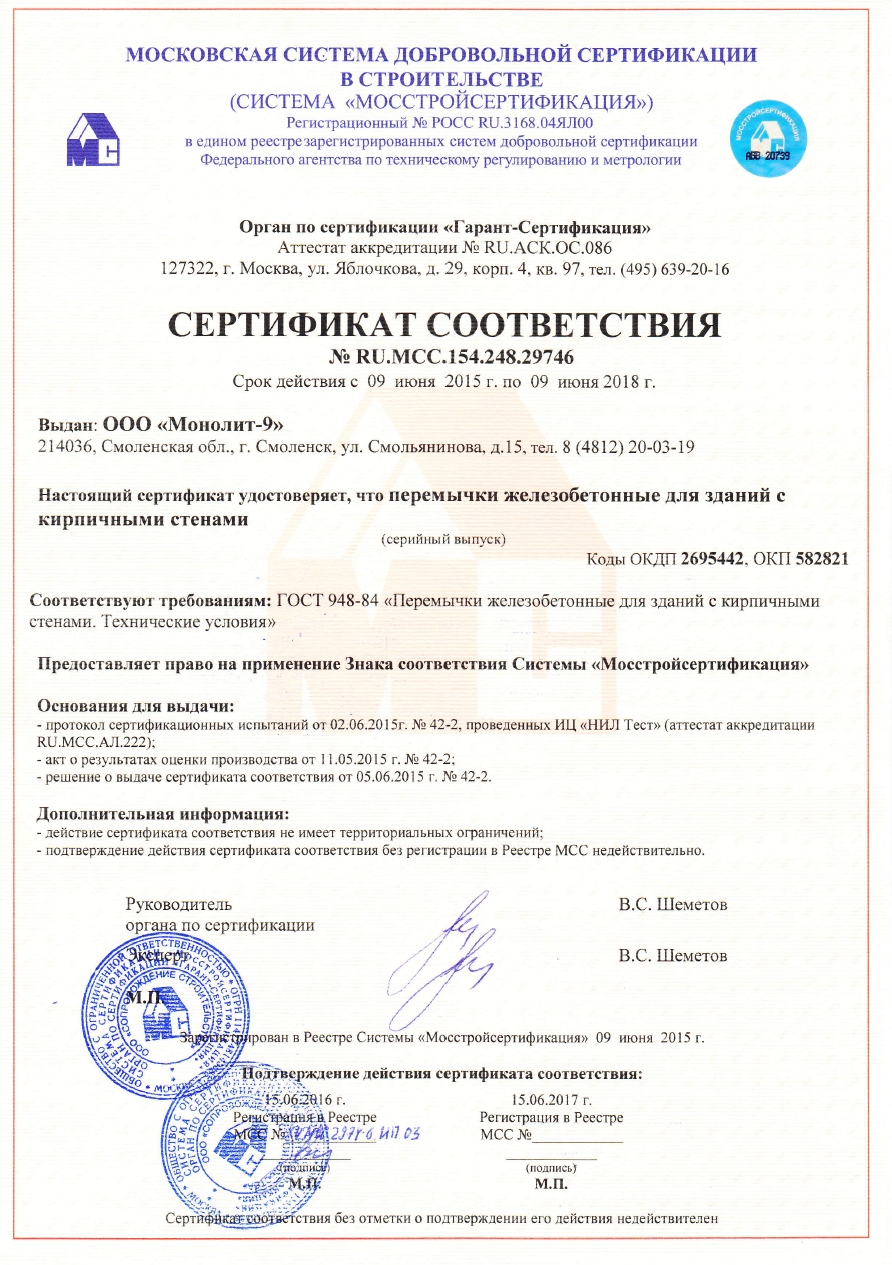 МОСКОВСКАЯ СИСТЕМА ДОБРОВОЛЬНОЙ СЕРТИФИКАЦИИ
В СТРОИТЕЛЬСТВЕ
(СИСТЕМА «МОССТРОЙСЕРТИФИКАЦИЯ»)
Регистрационный № РОСС RU.3168.04ЯЛ00
в едином реестре зарегистрированных систем добровольной сертификации
Федерального агентства по техническому регулированию и метрологии
МОССТРОЙСЕРТИФИКАЦИЯ
АБВ 20739
Орган по сертификации «Гарант-Сертификация»
Аттестат аккредитации № RU.АСК.ОС.086
127322, г. Москва, ул. Яблочкова, д. 29, корп. 4, кв. 97, тел. (495) 639-20-16
СЕРТИФИКАТ СООТВЕТСТВИЯ
№ RU.МСС.154.248.29746
Срок действия с 09 июня 2015 г. по 09 июня 2018 г.
Выдан: ООО «Монолит-9»
214036, Смоленская обл., г. Смоленск, ул. Смольянинова, д.15, тел. 8 (4812) 20-03-19
Настоящий сертификат удостоверяет, что перемычки железобетонные для зданий с
кирпичными стенами
(серийный выпуск)
Коды ОКДП 2695442, ОКП 582821
Соответствуют требованиям: ГОСТ 948-84 «Перемычки железобетонные для зданий с кирпичными
стенами. Технические условия»
Предоставляет право на применение Знака соответствия Системы «Мосстройсертификация»
Основания для выдачи:
- протокол сертификационных испытаний от 02.06.2015г. № 42-2, проведенных ИЦ «НИЛ Тест» (аттестат аккредитации
RU.МСС.АЛ.222);
- акт о результатах оценки производства от 11.05.2015 г. № 42-2;
- решение о выдаче сертификата соответствия от 05.06.2015 г. № 42-2.
Дополнительная информация:
- действие сертификата соответствия не имеет территориальных ограничений;
- подтверждение действия сертификата соответствия без регистрации в Реестре МСС недействительно.
Руководитель В.С. Шеметов
органа по сертификации
Эксперт В.С. Шеметов
М.П.
Зарегистрирован в Реестре Системы «Мосстройсертификация» 09 июня 2015 г.
Подтверждение действия сертификата соответствия:
15.06.2016 г. 15.06.2017 г.
Регистрация в Реестре Регистрация в Реестре
МСС № 29746 ИП 03 МСС №
(подпись) (подпись)
М.П. М.П.
Сертификат соответствия без отметки о подтверждении его действия недействителен